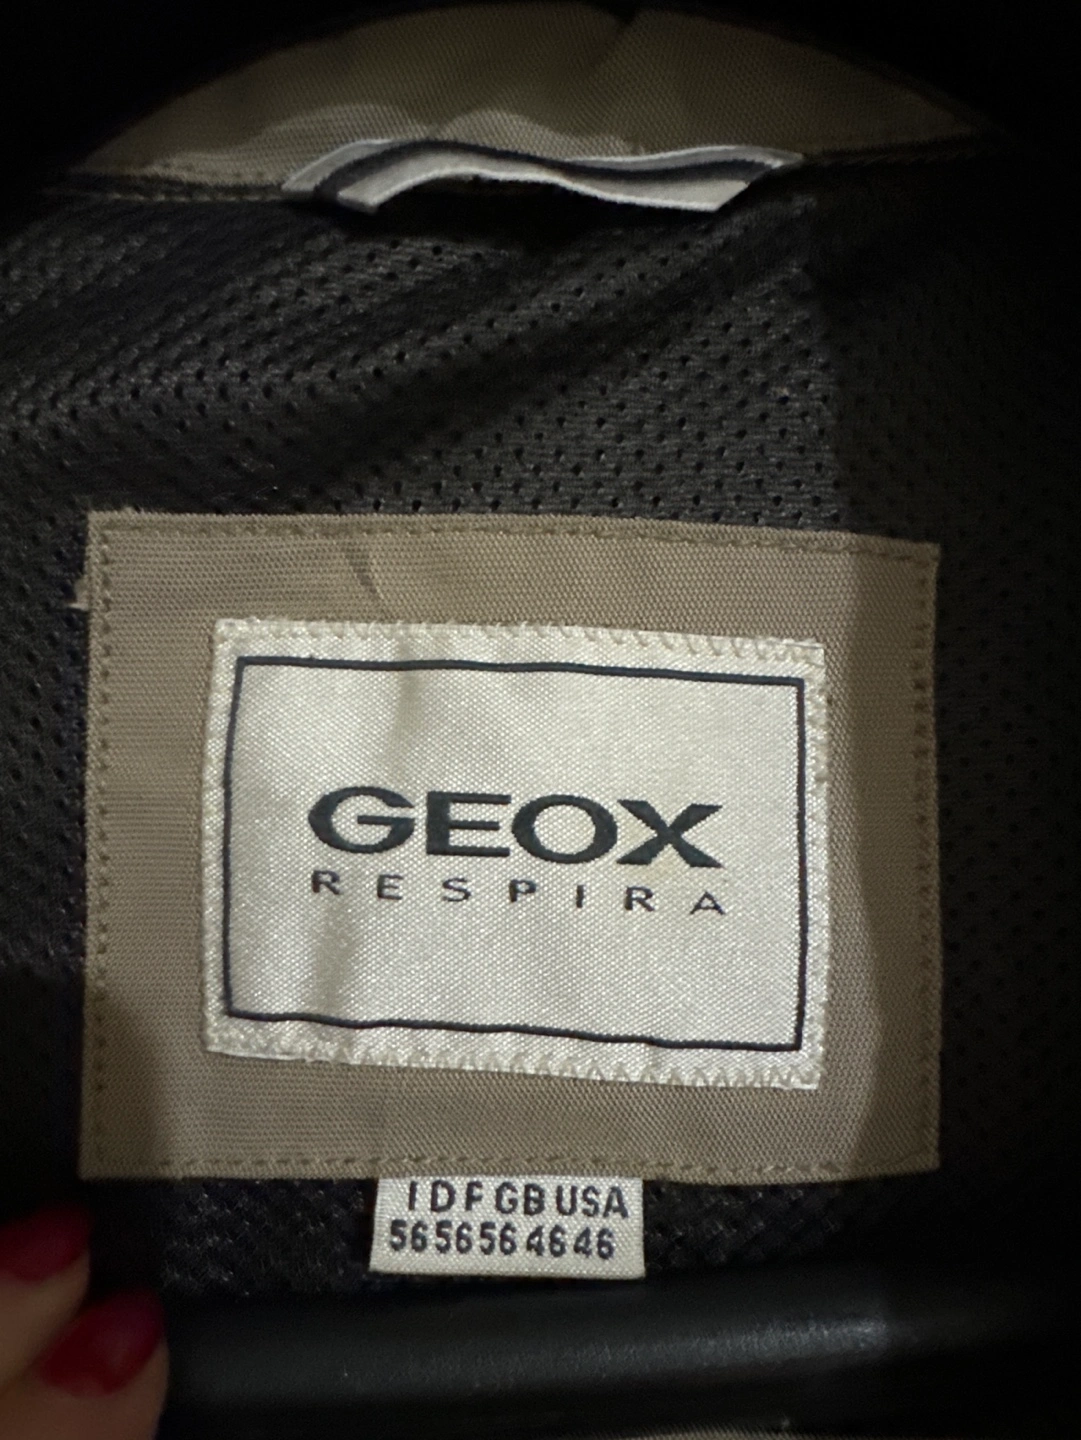 GEOX
RESPIRA
I D F GB USA
56 56 56 46 46